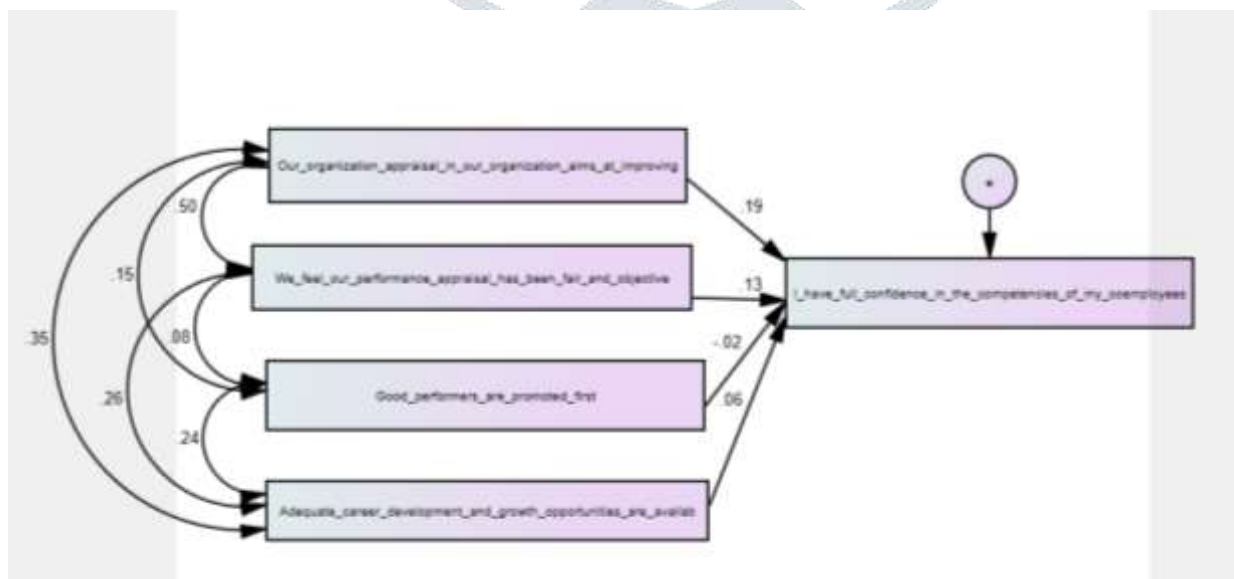 Our_organization_appraisal_in_our_organization_aims_at_improving
.19
.50
We_feel_our_performance_appraisal_has_been_fair_and_objective
.13
I_have_full_confidence_in_the_competencies_of_my_coemployees
.15
.35
.08
-.02
Good_performers_are_promoted_first
.06
.26
.24
Adequate_career_development_and_growth_opportunities_are_availab